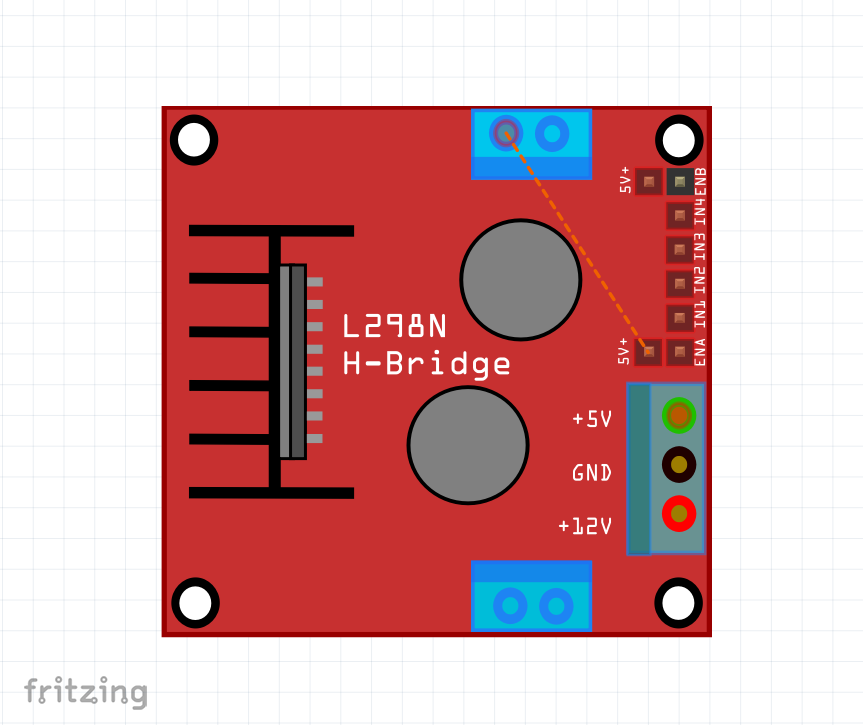 5V+
ENB
IN4
IN3
IN2
IN1
L298N
H-Bridge
5V+
ENA
+5V
GND
+12V
fritzing